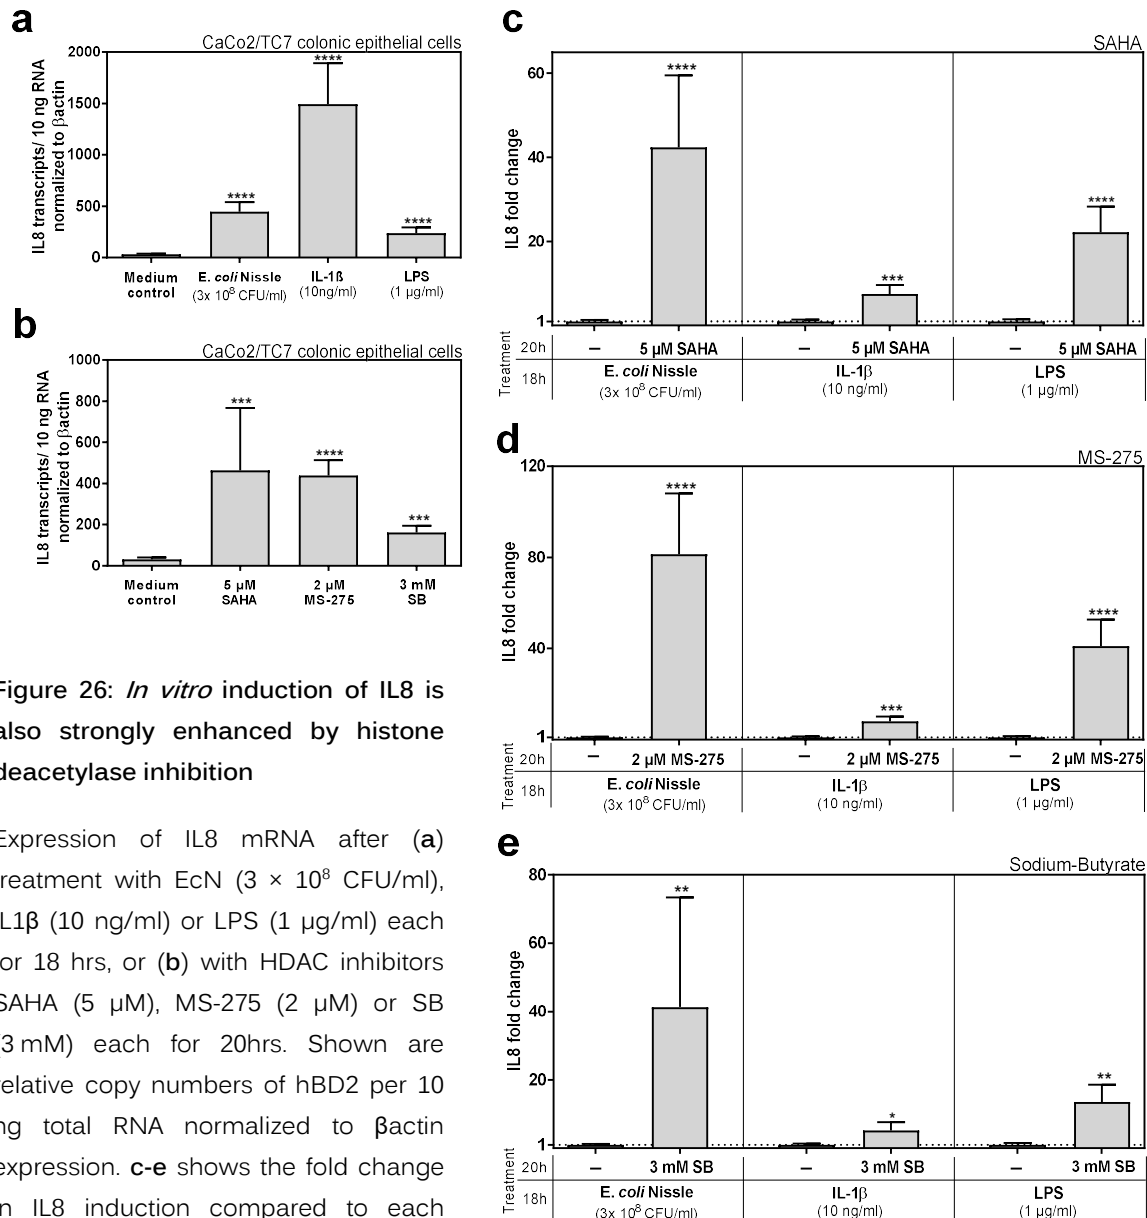 a
CaCo2/TC7 colonic epithelial cells
IL8 transcripts/ 10 ng RNA
normalized to βactin
2000
1500
1000
500
0
****
****
****
Medium
control
E. coli Nissle
(3x 10⁸ CFU/ml)
IL-1ß
(10ng/ml)
LPS
(1 µg/ml)
b
CaCo2/TC7 colonic epithelial cells
IL8 transcripts/ 10 ng RNA
normalized to βactin
1000
800
600
400
200
0
***
****
***
Medium
control
5 µM
SAHA
2 µM
MS-275
3 mM
SB
Figure 26: In vitro induction of IL8 is
also strongly enhanced by histone
deacetylase inhibition
Expression of IL8 mRNA after (a)
treatment with EcN (3 × 10⁸ CFU/ml),
IL1β (10 ng/ml) or LPS (1 µg/ml) each
for 18 hrs, or (b) with HDAC inhibitors
SAHA (5 µM), MS-275 (2 µM) or SB
(3 mM) each for 20hrs. Shown are
relative copy numbers of hBD2 per 10
ng total RNA normalized to βactin
expression. c-e shows the fold change
in IL8 induction compared to each
c
SAHA
IL8 fold change
60
40
20
1
****
***
****
Treatment
20h
– 5 µM SAHA – 5 µM SAHA – 5 µM SAHA
18h
E. coli Nissle
(3x 10⁸ CFU/ml)
IL-1β
(10 ng/ml)
LPS
(1 µg/ml)
d
MS-275
IL8 fold change
120
80
40
1
****
***
****
Treatment
20h
– 2 µM MS-275 – 2 µM MS-275 – 2 µM MS-275
18h
E. coli Nissle
(3x 10⁸ CFU/ml)
IL-1β
(10 ng/ml)
LPS
(1 µg/ml)
e
Sodium-Butyrate
IL8 fold change
80
60
40
20
1
**
*
**
Treatment
20h
– 3 mM SB – 3 mM SB – 3 mM SB
18h
E. coli Nissle
(3x 10⁸ CFU/ml)
IL-1β
(10 ng/ml)
LPS
(1 µg/ml)